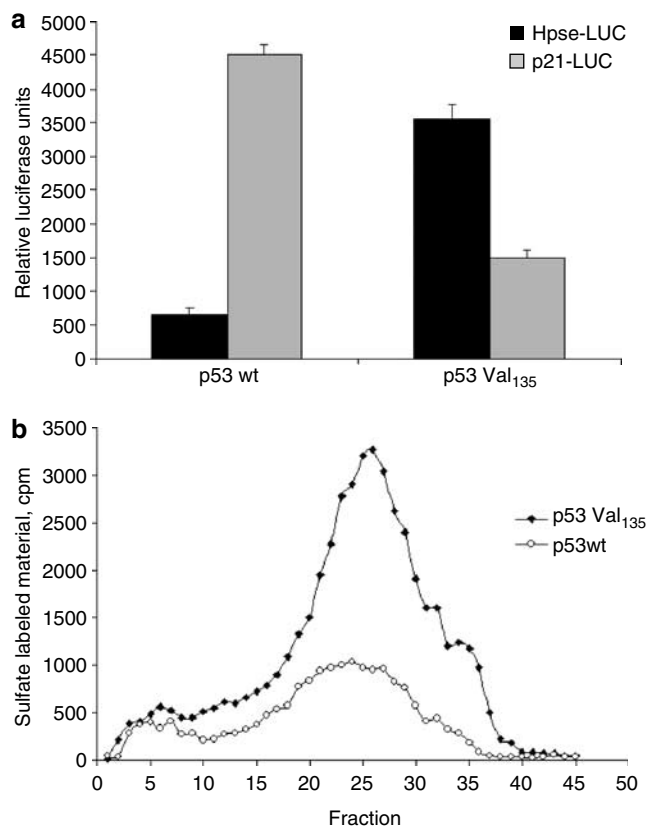 a
Relative luciferase units
5000
4500
4000
3500
3000
2500
2000
1500
1000
500
0
Hpse-LUC
p21-LUC
p53 wt
p53 Val135
b
Sulfate labeled material, cpm
3500
3000
2500
2000
1500
1000
500
0
p53 Val135
p53wt
0 5 10 15 20 25 30 35 40 45 50
Fraction